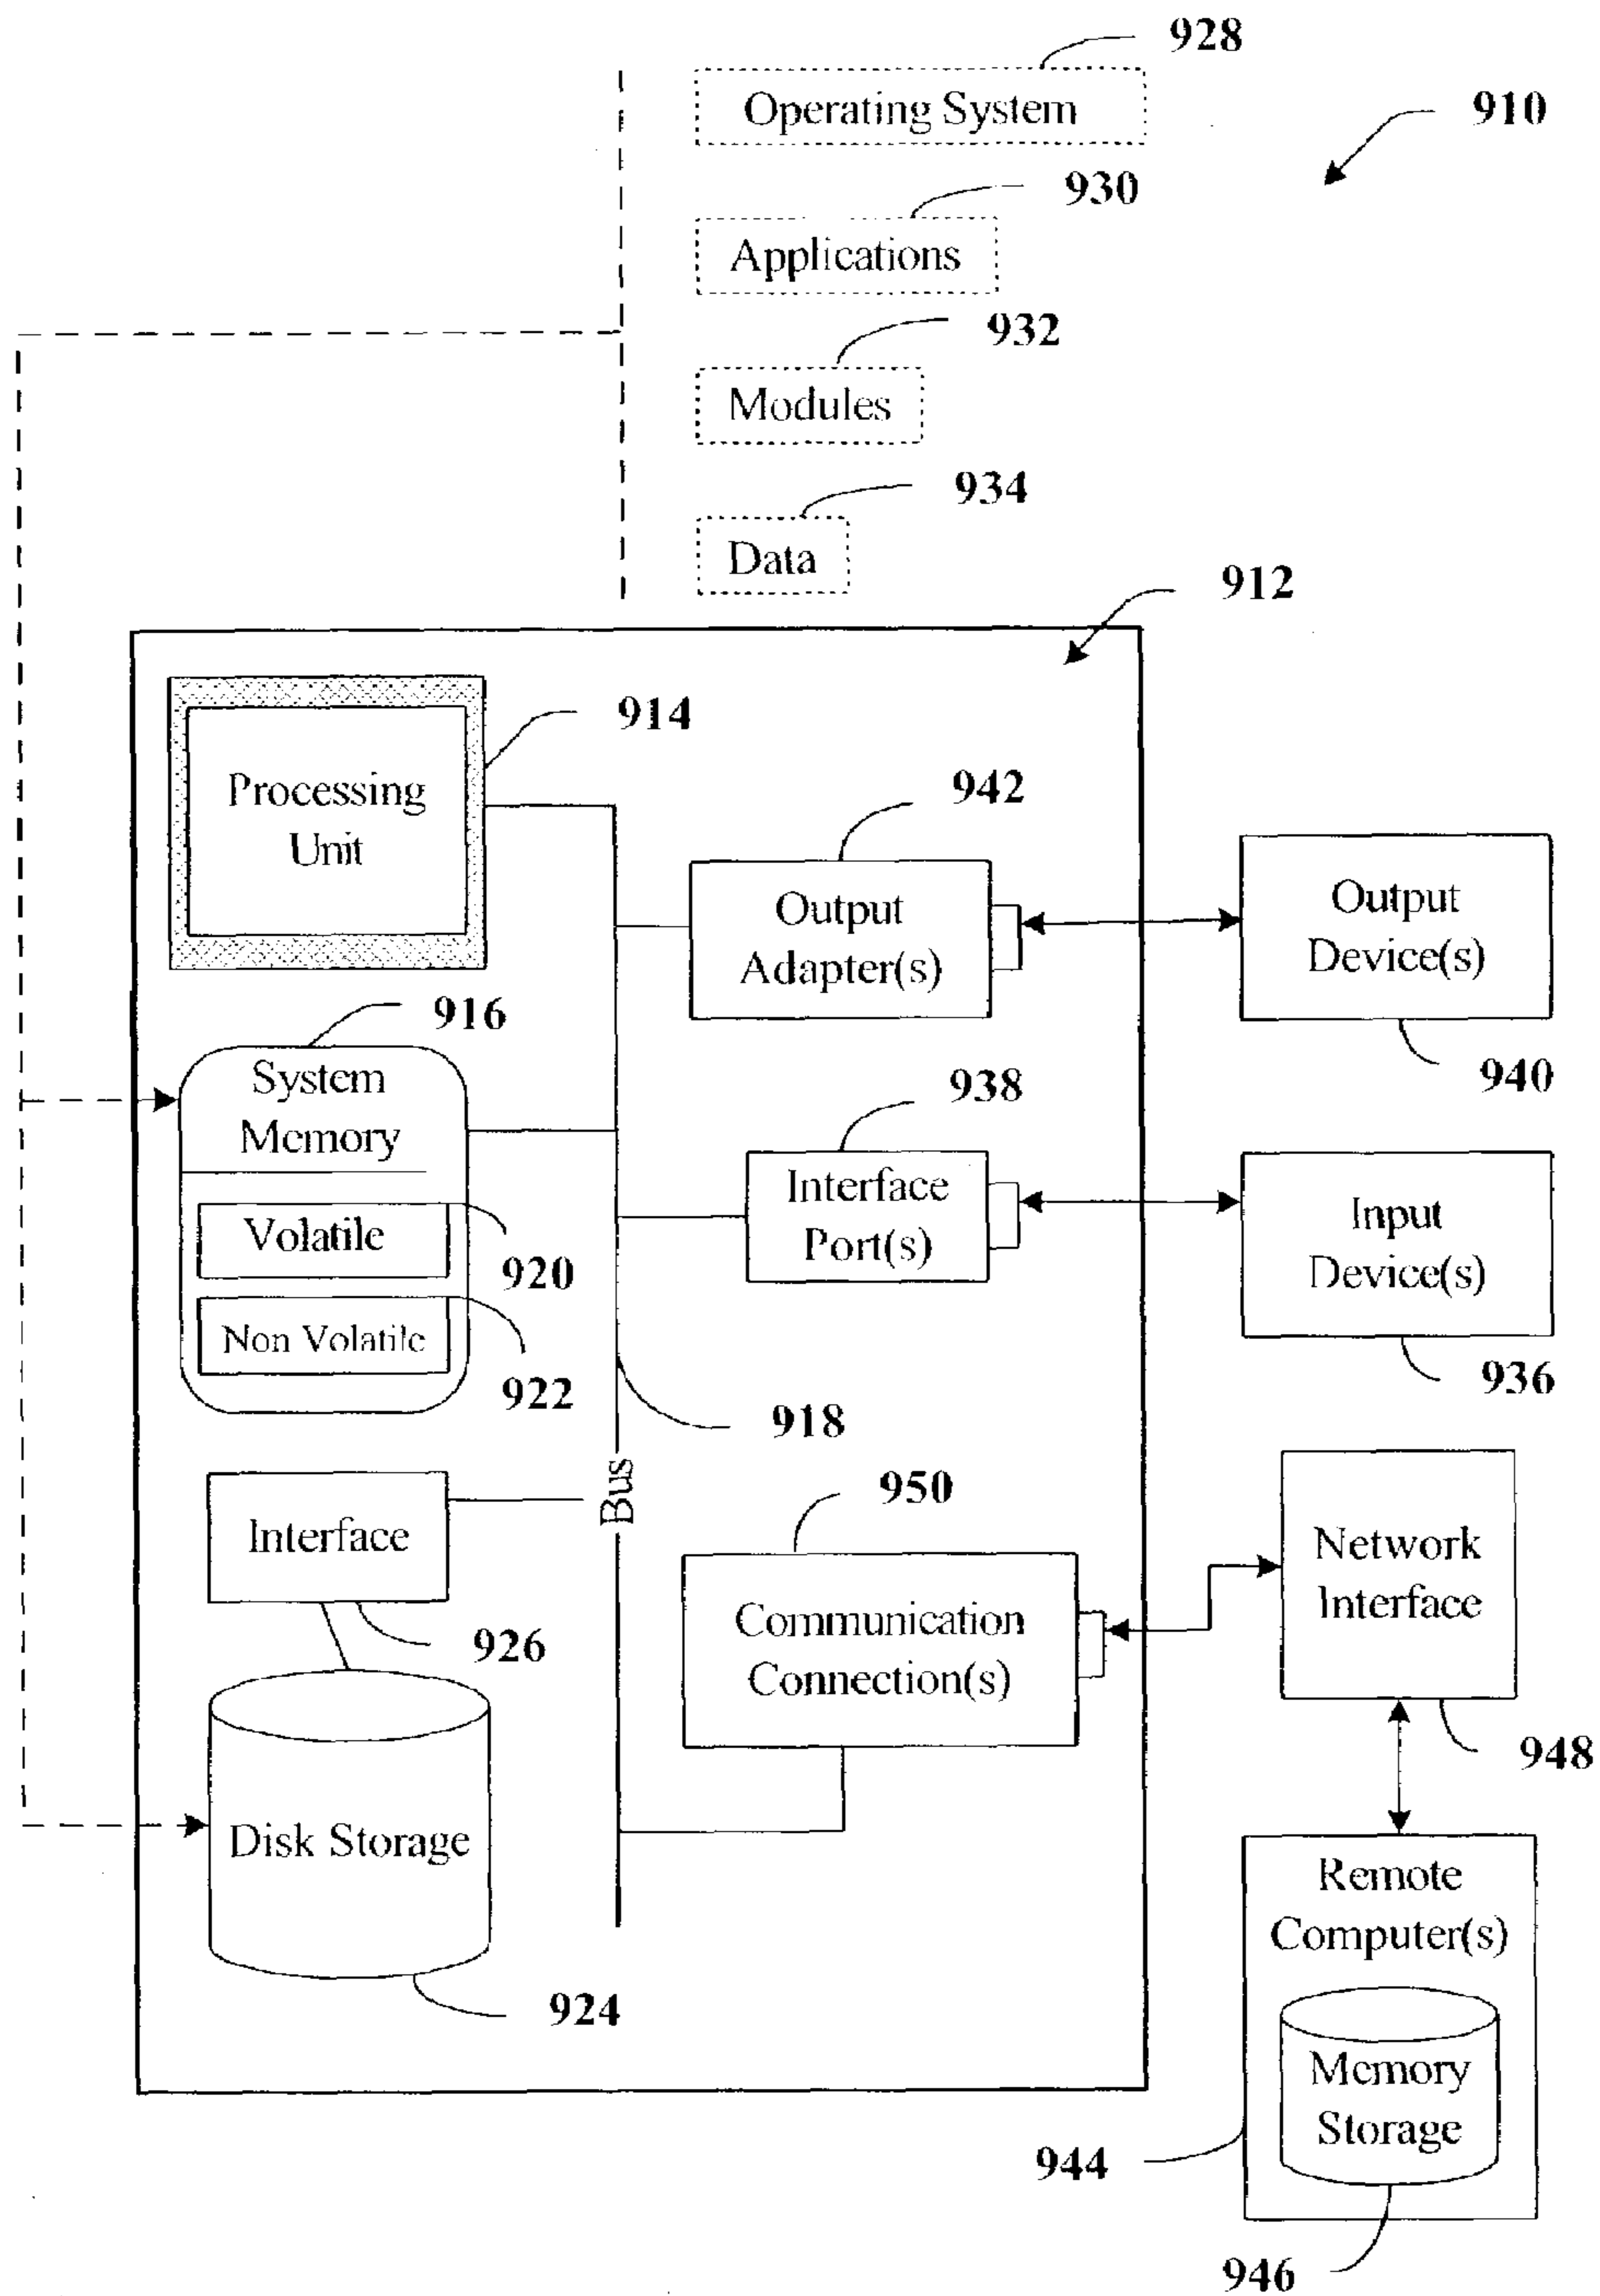 928
Operating System
910
930
Applications
932
Modules
934
Data
912
914
Processing
Unit
942
Output
Adapter(s)
Output
Device(s)
940
916
System
Memory
938
Interface
Port(s)
Input
Device(s)
936
Volatile
920
Non Volatile
922
918
Bus
950
Interface
926
Communication
Connection(s)
Network
Interface
948
Disk Storage
924
Remote
Computer(s)
Memory
Storage
944
946